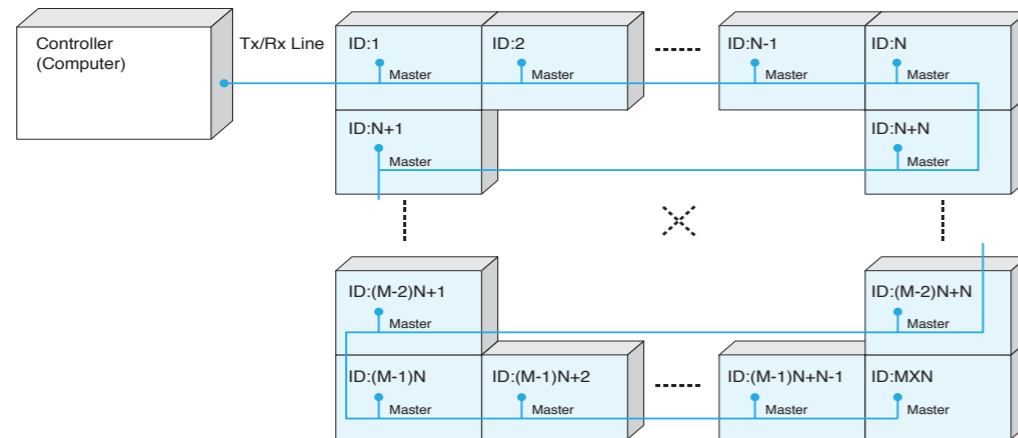 Controller
(Computer)
Tx/Rx Line
ID:1
Master
ID:2
Master
ID:N-1
Master
ID:N
Master
ID:N+1
Master
ID:N+N
Master
ID:(M-2)N+1
Master
ID:(M-2)N+N
Master
ID:(M-1)N
Master
ID:(M-1)N+2
Master
ID:(M-1)N+N-1
Master
ID:MXN
Master